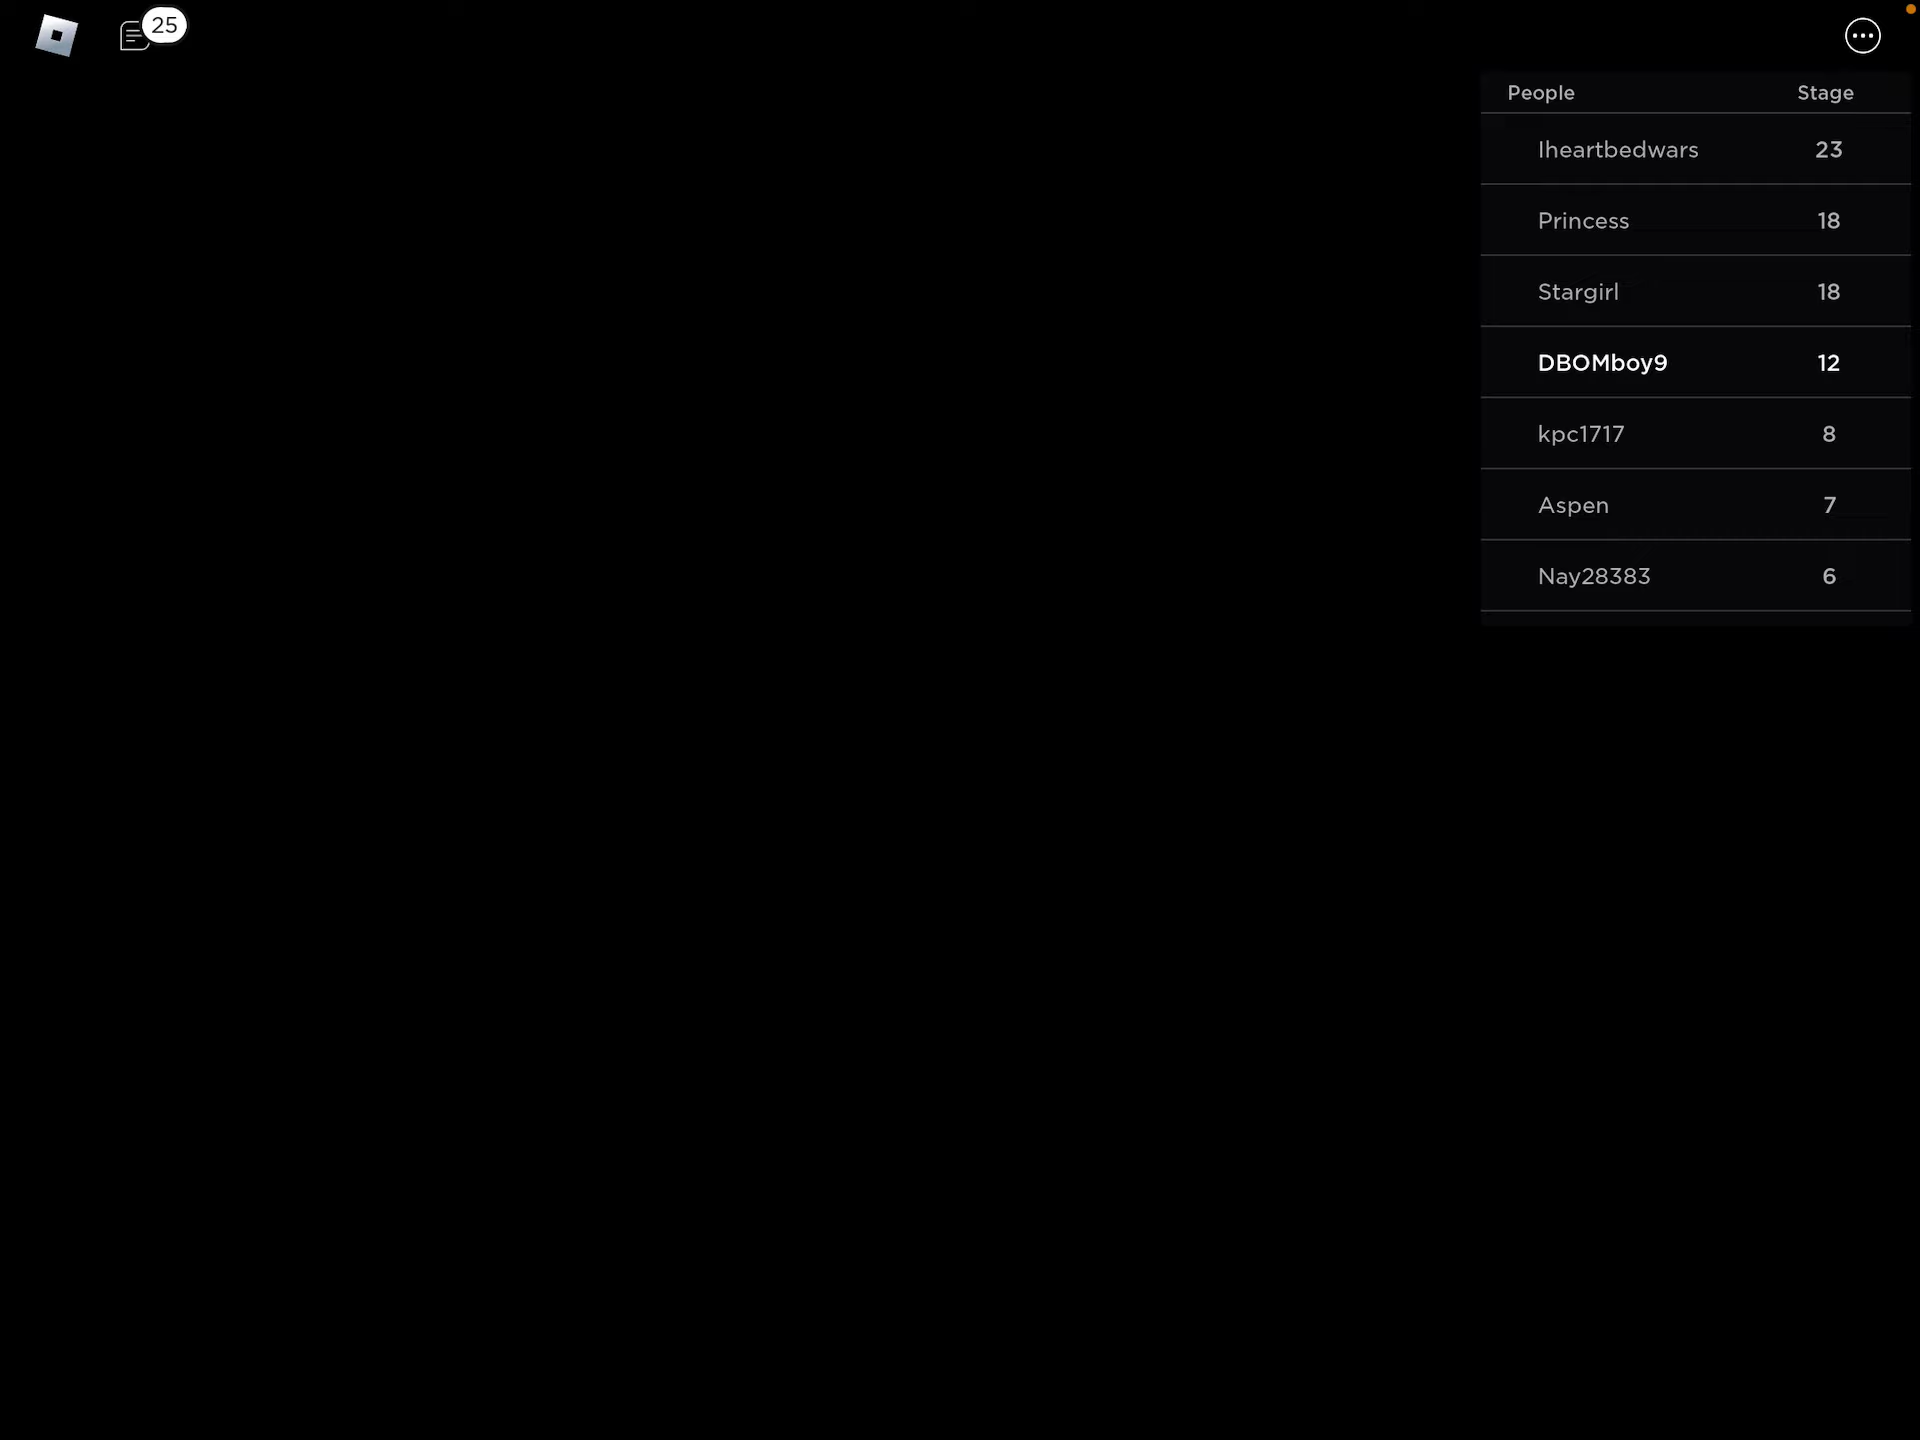 25
People Stage
Iheartbedwars 23
Princess 18
Stargirl 18
DBOMboy9 12
kpc1717 8
Aspen 7
Nay28383 6